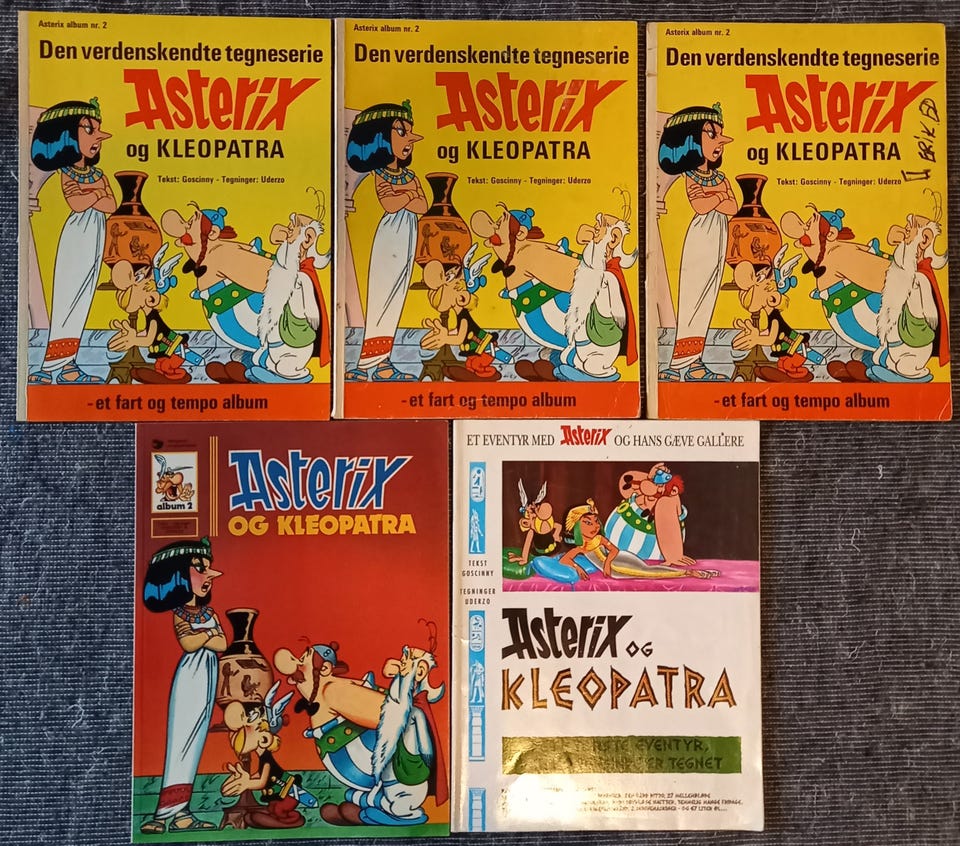 Asterix album nr. 2
Den verdenskendte tegneserie
Asterix
og KLEOPATRA
Tekst: Goscinny - Tegninger: Uderzo
- et fart og tempo album
Asterix album nr. 2
Den verdenskendte tegneserie
Asterix
og KLEOPATRA
Tekst: Goscinny - Tegninger: Uderzo
- et fart og tempo album
Asterix album nr. 2
Den verdenskendte tegneserie
Asterix
og KLEOPATRA
Tekst: Goscinny - Tegninger: Uderzo
- et fart og tempo album
album 2
Asterix
OG KLEOPATRA
ET EVENTYR MED Asterix OG HANS GÆVE GALLERE
TEKST
GOSCINNY
TEGNINGER
UDERZO
Asterix OG
KLEOPATRA
EVENTYR,
TEGNET